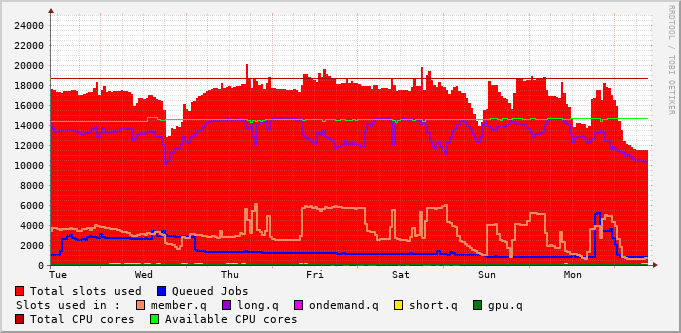 24000
22000
20000
18000
16000
14000
12000
10000
8000
6000
4000
2000
0
Tue Wed Thu Fri Sat Sun Mon
Total slots used Queued Jobs
Slots used in : member.q long.q ondemand.q short.q gpu.q
Total CPU cores Available CPU cores
RRDTOOL / TOBI OETIKER